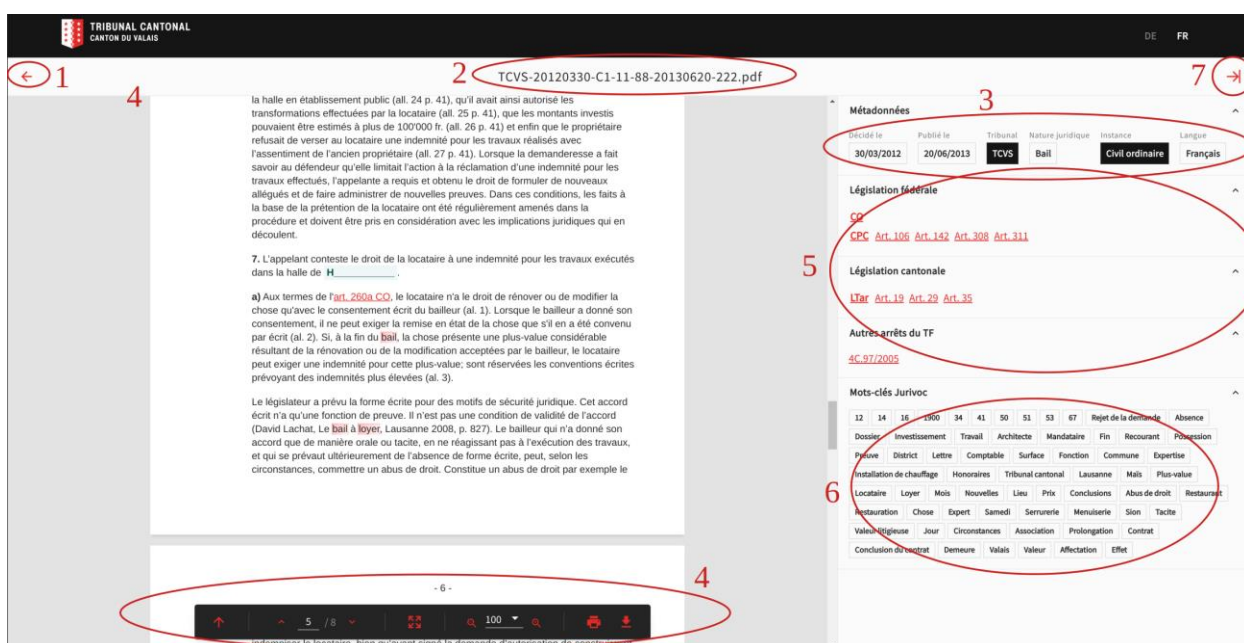 TRIBUNAL CANTONAL
CANTON DU VALAIS
DE FR
1
2
TCVS-20120330-C1-11-88-20130620-222.pdf
7
4
la halle en établissement public (all. 24 p. 41), qu'il avait ainsi autorisé les
transformations effectuées par la locataire (all. 25 p. 41), que les montants investis
pouvaient être estimés à plus de 100'000 fr. (all. 26 p. 41) et enfin que le propriétaire
refusait de verser au locataire une indemnité pour les travaux réalisés avec
l'assentiment de l'ancien propriétaire (all. 27 p. 41). Lorsque la demanderesse a fait
savoir au défendeur qu'elle limitait l'action à la réclamation d'une indemnité pour les
travaux effectués, l'appelante a requis et obtenu le droit de formuler de nouveaux
allégués et de faire administrer de nouvelles preuves. Dans ces conditions, les faits à
la base de la prétention de la locataire ont été régulièrement amenés dans la
procédure et doivent être pris en considération avec les implications juridiques qui en
découlent.
7. L'appelant conteste le droit de la locataire à une indemnité pour les travaux exécutés
dans la halle de H__________ .
a) Aux termes de l'art. 260a CO, le locataire n'a le droit de rénover ou de modifier la
chose qu'avec le consentement écrit du bailleur (al. 1). Lorsque le bailleur a donné son
consentement, il ne peut exiger la remise en état de la chose que s'il en a été convenu
par écrit (al. 2). Si, à la fin du bail, la chose présente une plus-value considérable
résultant de la rénovation ou de la modification acceptées par le bailleur, le locataire
peut exiger une indemnité pour cette plus-value; sont réservées les conventions écrites
prévoyant des indemnités plus élevées (al. 3).
Le législateur a prévu la forme écrite pour des motifs de sécurité juridique. Cet accord
écrit n'a qu'une fonction de preuve. Il n'est pas une condition de validité de l'accord
(David Lachat, Le bail à loyer, Lausanne 2008, p. 827). Le bailleur qui n'a donné son
accord que de manière orale ou tacite, en ne réagissant pas à l'exécution des travaux,
et qui se prévaut ultérieurement de l'absence de forme écrite, peut, selon les
circonstances, commettre un abus de droit. Constitue un abus de droit par exemple le
- 6 -
4
5 /8 100
indemniser le locataire, bien qu'ayant signé la demande d'autorisation de
Métadonnées
3
Décidé le Publié le Tribunal Nature juridique Instance Langue
30/03/2012 20/06/2013 TCVS Bail Civil ordinaire Français
Législation fédérale
CO
CPC Art. 106 Art. 142 Art. 308 Art. 311
5
Législation cantonale
LTar Art. 19 Art. 29 Art. 35
Autres arrêts du TF
4C.97/2005
Mots-clés Jurivoc
12 14 16 1900 34 41 50 51 53 67 Rejet de la demande Absence
Dossier Investissement Travail Architecte Mandataire Fin Recourant Possession
Preuve District Lettre Comptable Surface Fonction Commune Expertise
Installation de chauffage Honoraires Tribunal cantonal Lausanne Maïs Plus-value
6
Locataire Loyer Mois Nouvelles Lieu Prix Conclusions Abus de droit Restaurant
Restauration Chose Expert Samedi Serrurerie Menuiserie Sion Tacite
Valeur litigieuse Jour Circonstances Association Prolongation Contrat
Conclusion du contrat Demeure Valais Valeur Affectation Effet